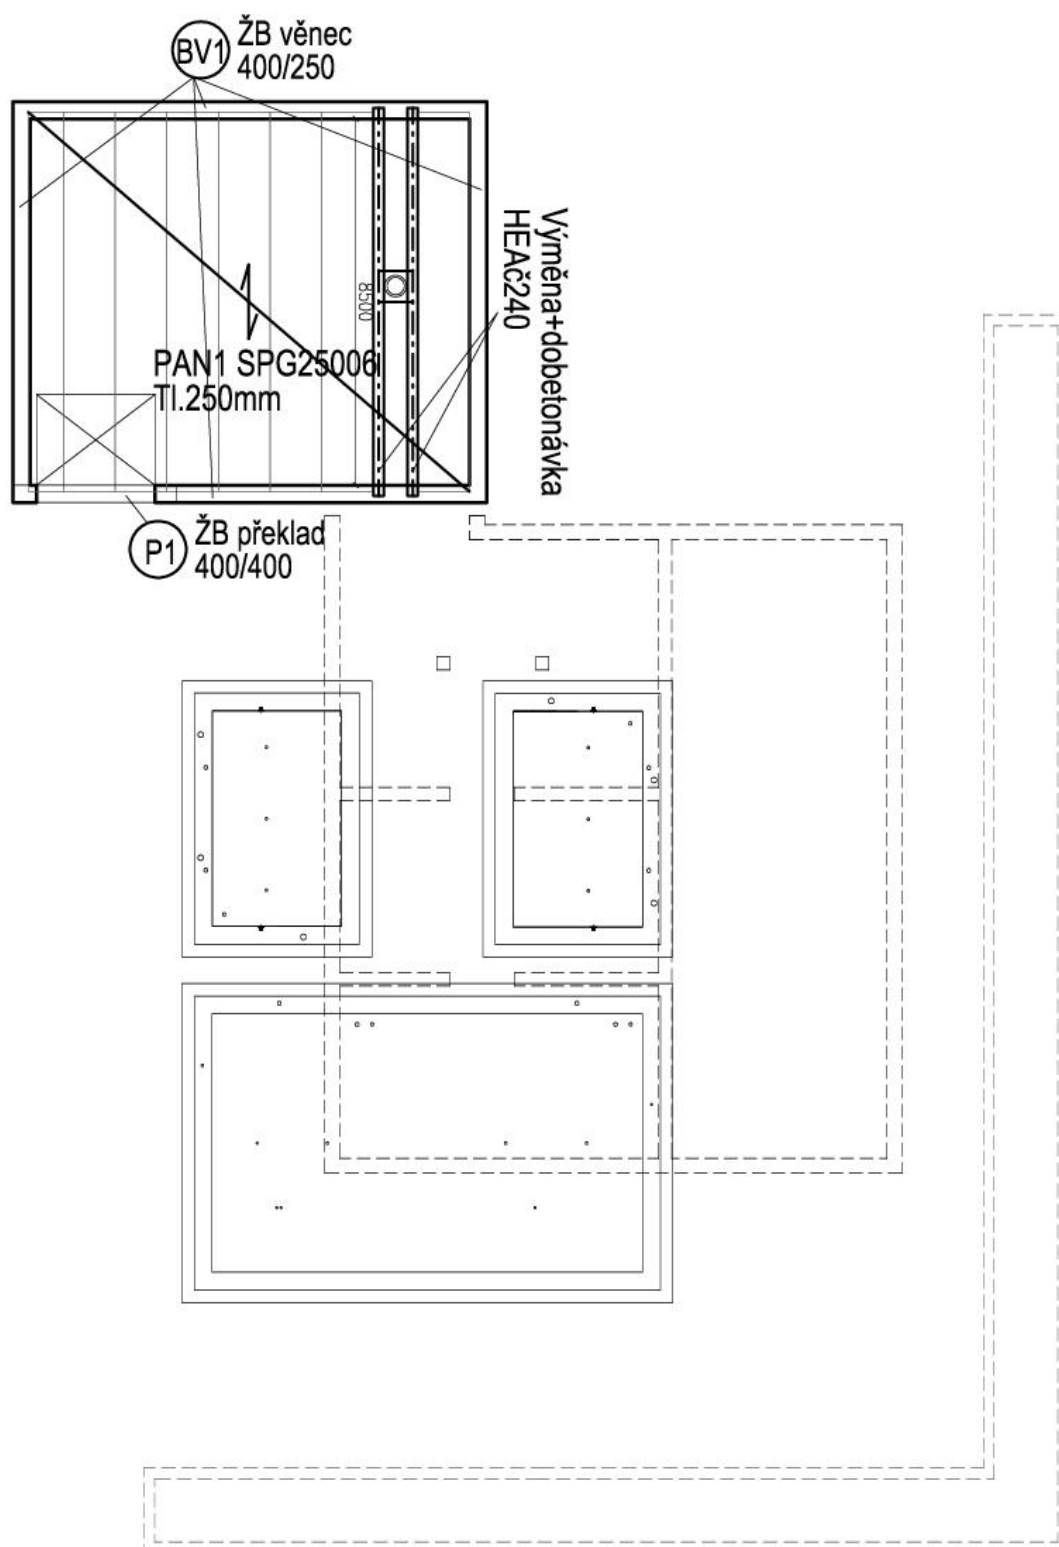 BV1
ŽB věnec
400/250
Výměna+dobetonávka
HEAč240
8500
PAN1 SPG25006
Tl.250mm
P1
ŽB překlad
400/400